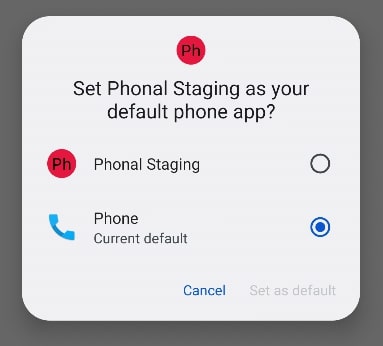 Ph
Set Phonal Staging as your
default phone app?
Ph
Phonal Staging
Phone
Current default
Cancel
Set as default